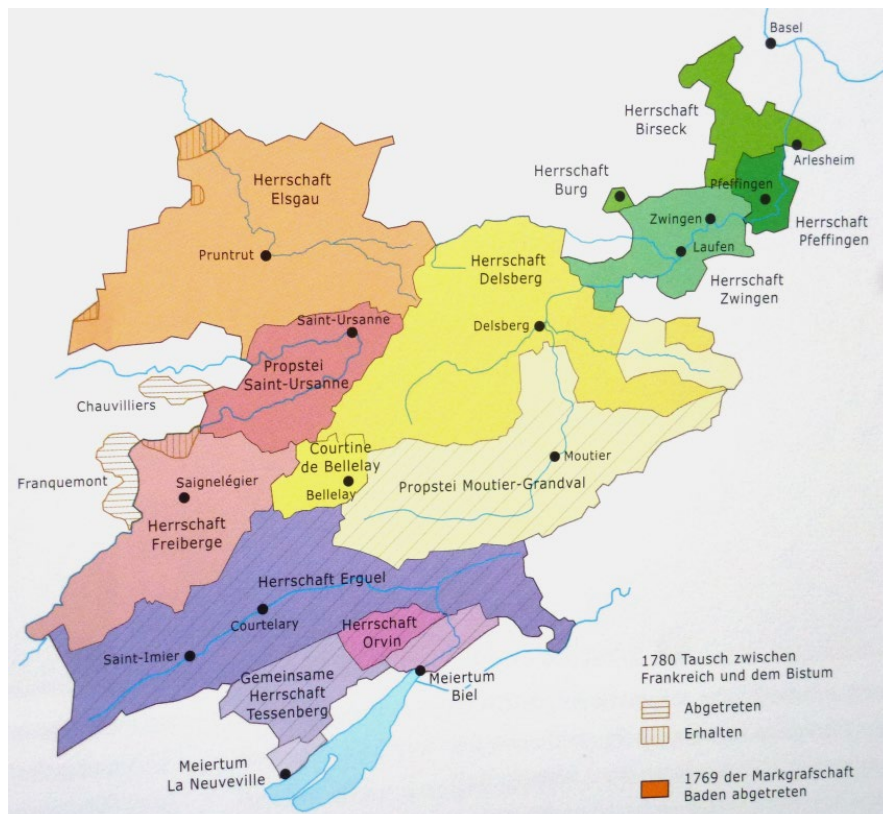 Basel
Herrschaft
Birseck
Arlesheim
Herrschaft
Elsgau
Herrschaft
Burg
Pfeffingen
Zwingen
Herrschaft
Pfeffingen
Pruntrut
Laufen
Herrschaft
Delsberg
Herrschaft
Zwingen
Saint-Ursanne
Delsberg
Propstei
Saint-Ursanne
Chauvilliers
Courtine
de Bellelay
Moutier
Franquemont
Saignelégier
Bellelay
Propstei Moutier-Grandval
Herrschaft
Freiberge
Herrschaft Erguel
Courtelary
Herrschaft
Orvin
Saint-Imier
Gemeinsame
Herrschaft
Tessenberg
Meiertum
Biel
Meiertum
La Neuveville
1780 Tausch zwischen
Frankreich und dem Bistum
Abgetreten
Erhalten
1769 der Markgrafschaft
Baden abgetreten